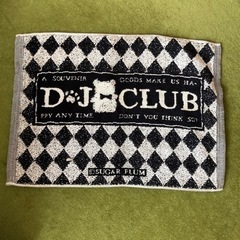 A SOUVENIR GOODS MAKE US HA-
D J CLUB
PPY ANY TIME DON'T YOU THINK SO?
©SUGAR PLUM